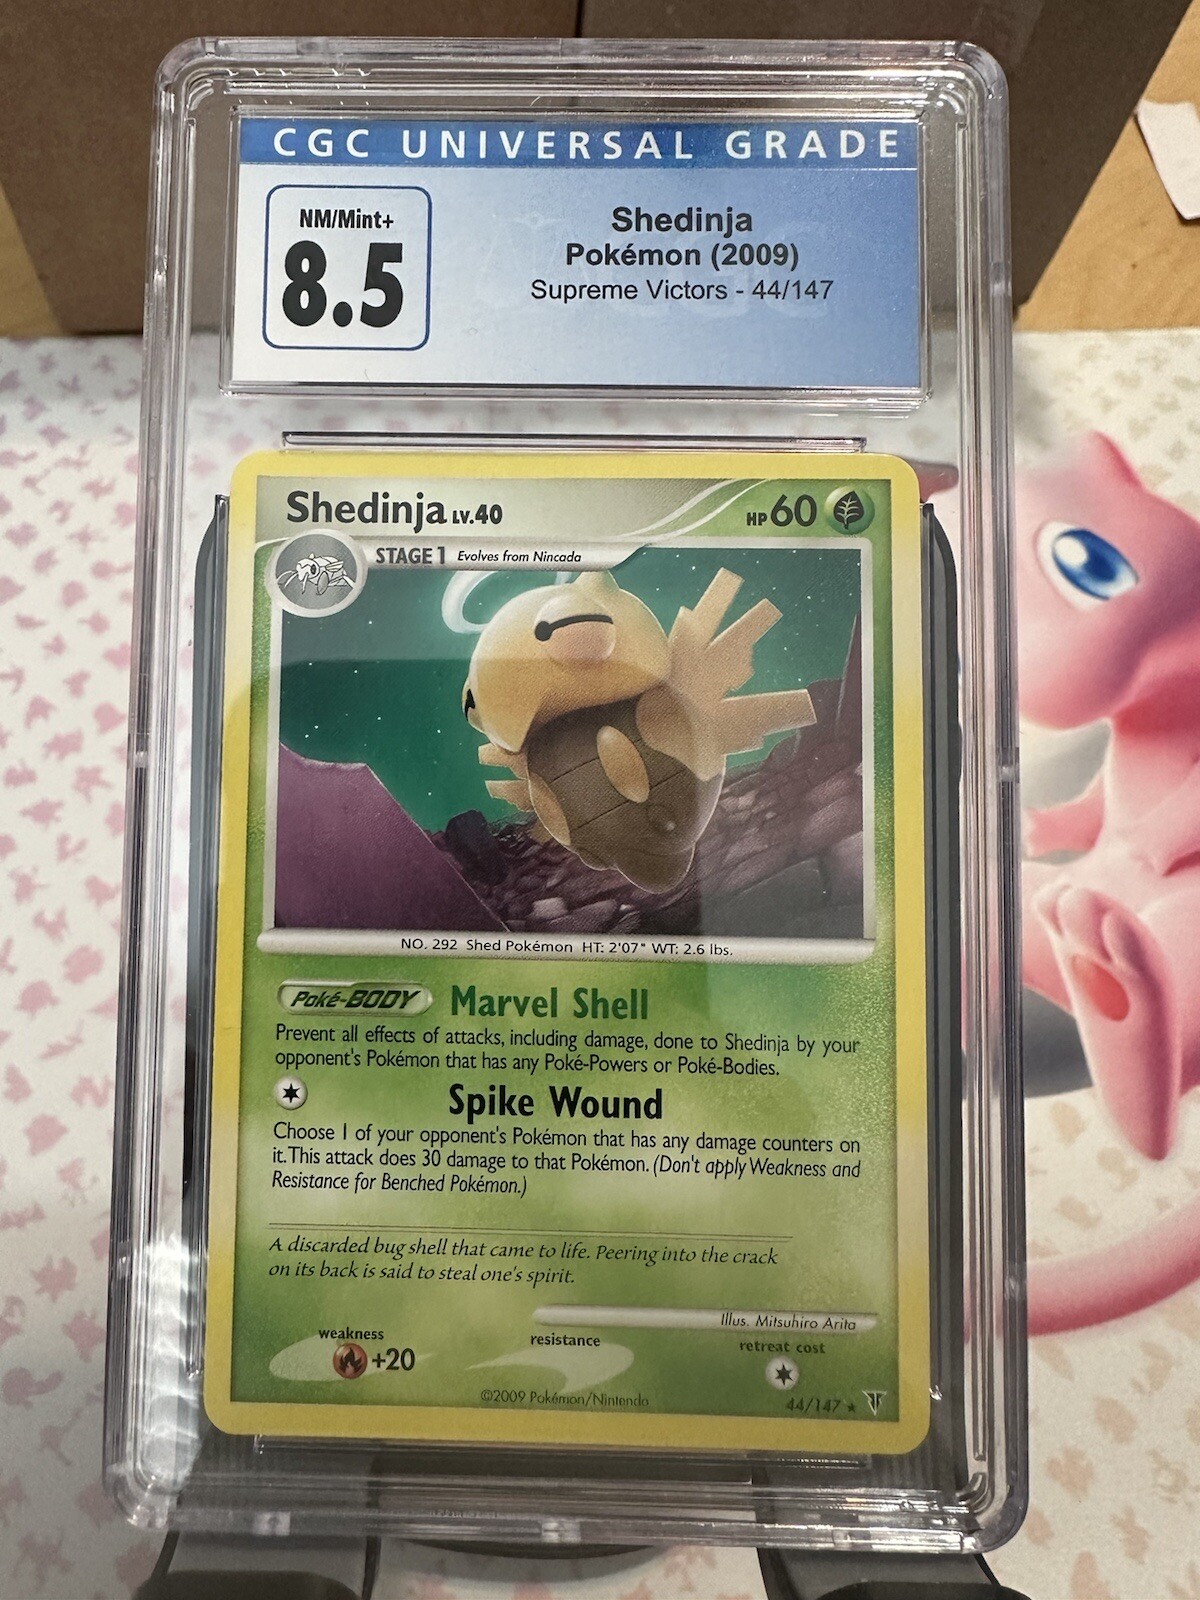 CGC UNIVERSAL GRADE
NM/Mint+
8.5
Shedinja
Pokémon (2009)
Supreme Victors - 44/147
Shedinja LV.40
HP 60
STAGE 1 Evolves from Nincada
NO. 292 Shed Pokémon HT: 2'07" WT: 2.6 lbs.
Poké-BODY Marvel Shell
Prevent all effects of attacks, including damage, done to Shedinja by your
opponent's Pokémon that has any Poké-Powers or Poké-Bodies.
Spike Wound
Choose 1 of your opponent's Pokémon that has any damage counters on
it. This attack does 30 damage to that Pokémon. (Don't apply Weakness and
Resistance for Benched Pokémon.)
A discarded bug shell that came to life. Peering into the crack
on its back is said to steal one's spirit.
Illus. Mitsuhiro Arita
weakness
+20
resistance
retreat cost
©2009 Pokémon/Nintendo
44/147 ★